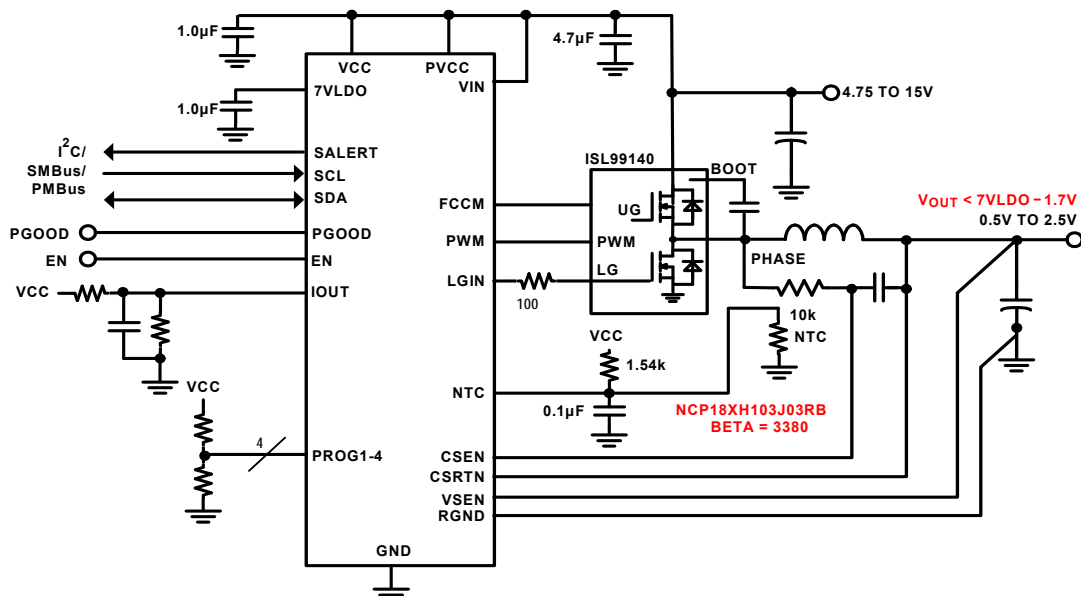 1.0µF
4.7µF
VCC
PVCC
VIN
7VLDO
1.0µF
4.75 TO 15V
I²C/
SMBus/
PMBus
SALERT
SCL
SDA
ISL99140
BOOT
FCCM
UG
VOUT < 7VLDO – 1.7V
0.5V TO 2.5V
PGOOD
PGOOD
PWM
PWM
EN
EN
PHASE
LGIN
LG
100
VCC
IOUT
10k
NTC
VCC
1.54k
VCC
NTC
0.1µF
NCP18XH103J03RB
BETA = 3380
4
PROG1-4
CSEN
CSRTN
VSEN
RGND
GND